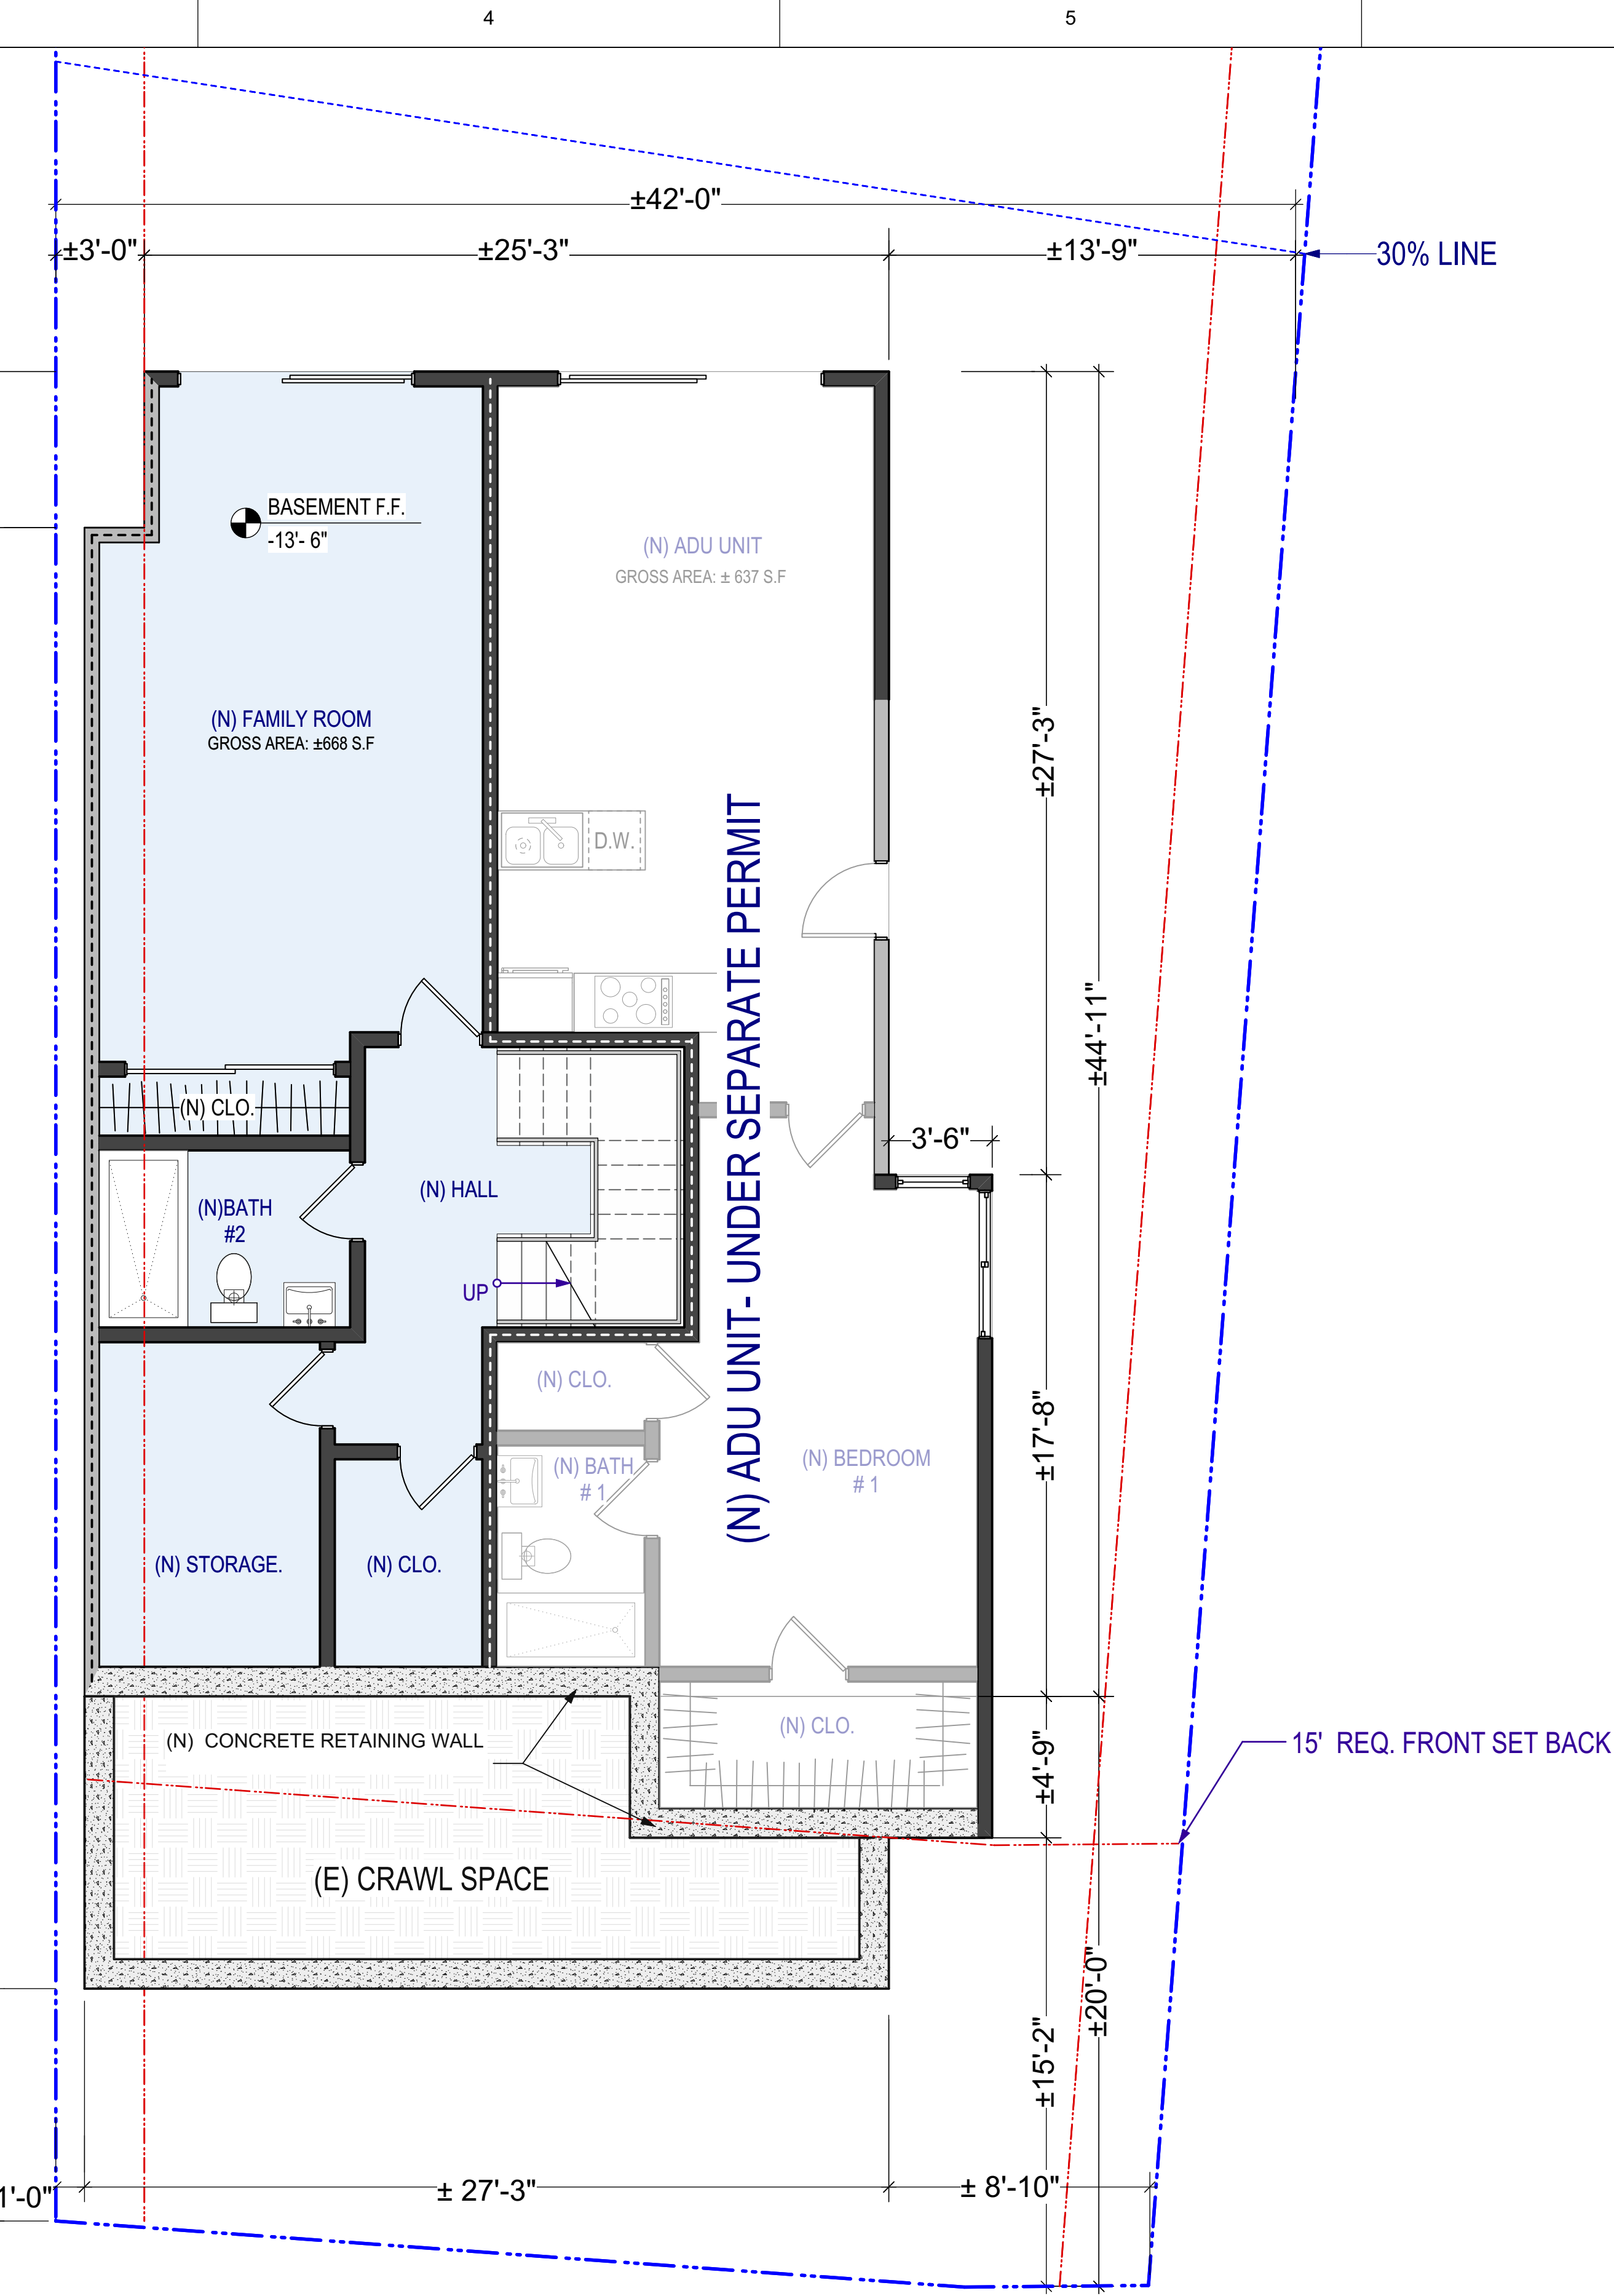 4
5
±42'-0"
±3'-0"
±25'-3"
±13'-9"
30% LINE
BASEMENT F.F.
-13'- 6"
(N) ADU UNIT
GROSS AREA: ± 637 S.F
(N) FAMILY ROOM
GROSS AREA: ±668 S.F
±27'-3"
D.W.
(N) ADU UNIT- UNDER SEPARATE PERMIT
±44'-11"
(N) CLO.
3'-6"
(N) HALL
(N)BATH
#2
UP
(N) CLO.
±17'-8"
(N) BATH
# 1
(N) BEDROOM
# 1
(N) STORAGE.
(N) CLO.
(N) CLO.
(N) CONCRETE RETAINING WALL
±4'-9"
15' REQ. FRONT SET BACK
(E) CRAWL SPACE
±20'-0"
±15'-2"
1'-0"
± 27'-3"
± 8'-10"